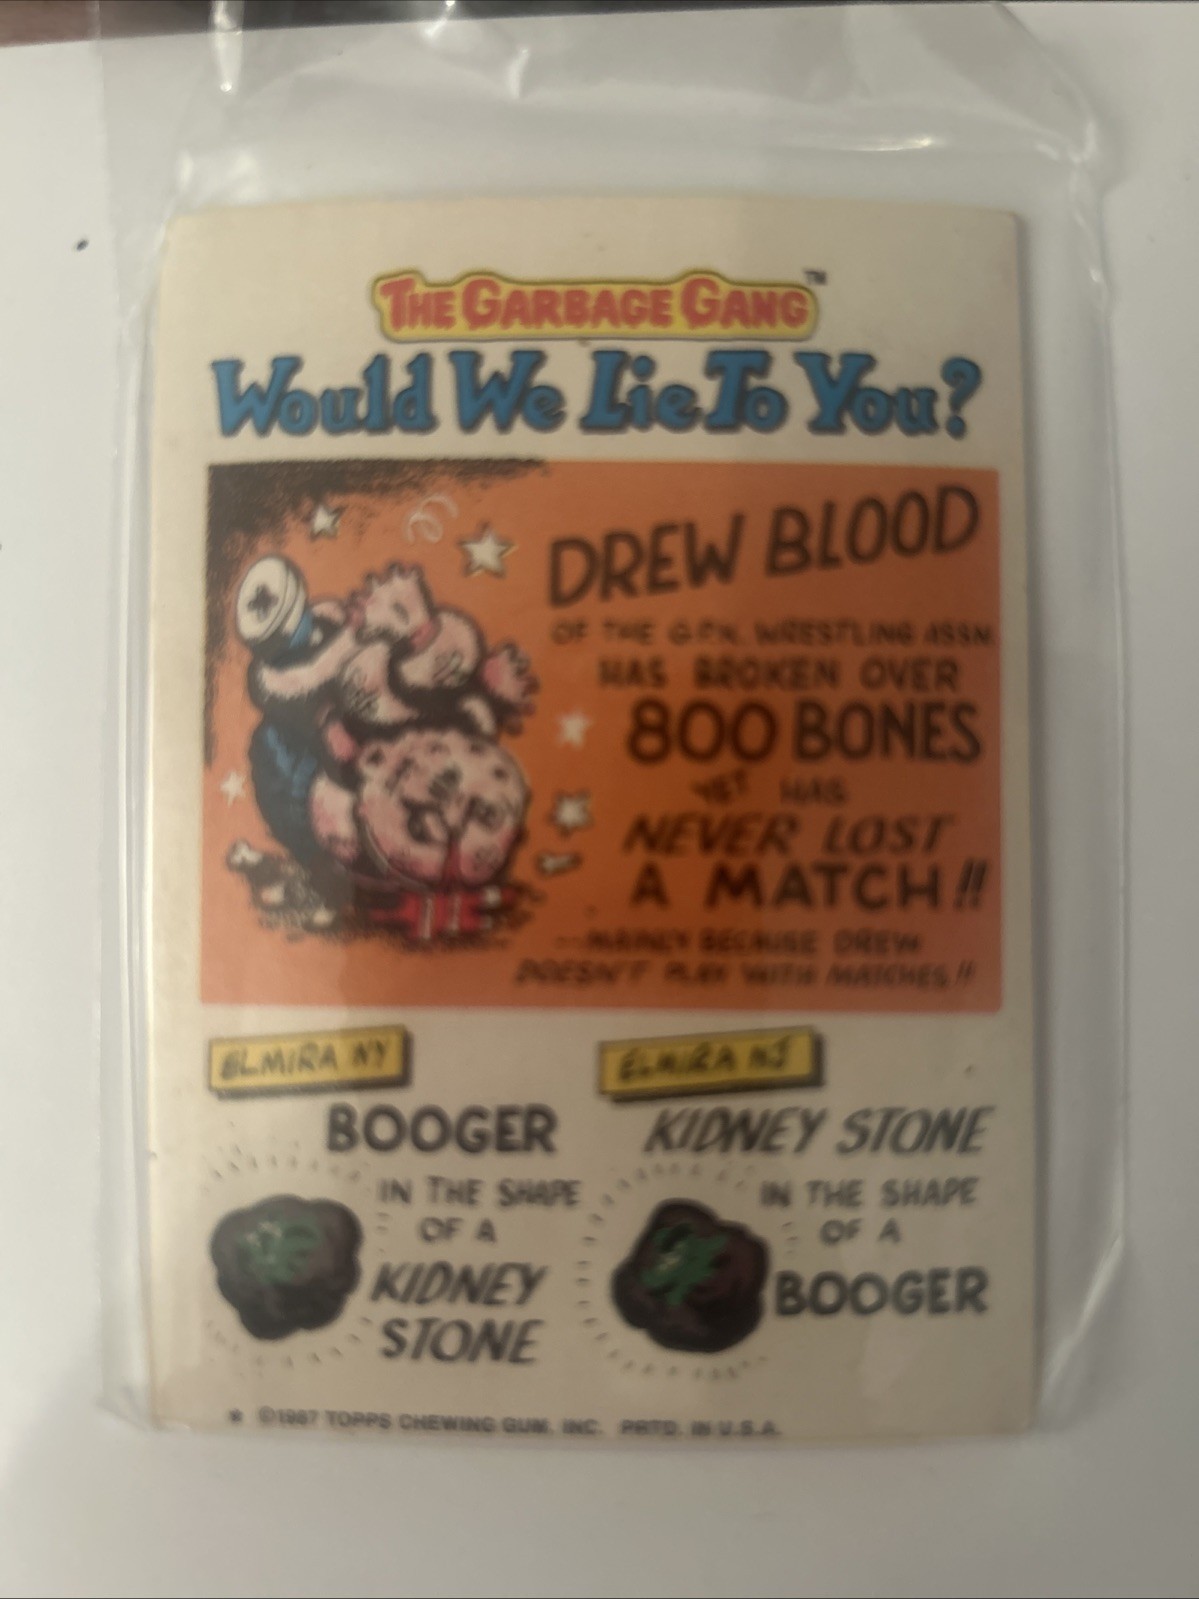 THE GARBAGE GANG™
Would We Lie To You?
DREW BLOOD
OF THE G.P.K. WRESTLING ASSN.
HAS BROKEN OVER
800 BONES
YET HAS
NEVER LOST
A MATCH!!
---MAINLY BECAUSE DREW
DOESN'T PLAY WITH MATCHES!!
ELMIRA NY
BOOGER
IN THE SHAPE
OF A
KIDNEY
STONE
ELMIRA NJ
KIDNEY STONE
IN THE SHAPE
OF A
BOOGER
* ©1987 TOPPS CHEWING GUM, INC. PRTD. IN U.S.A.